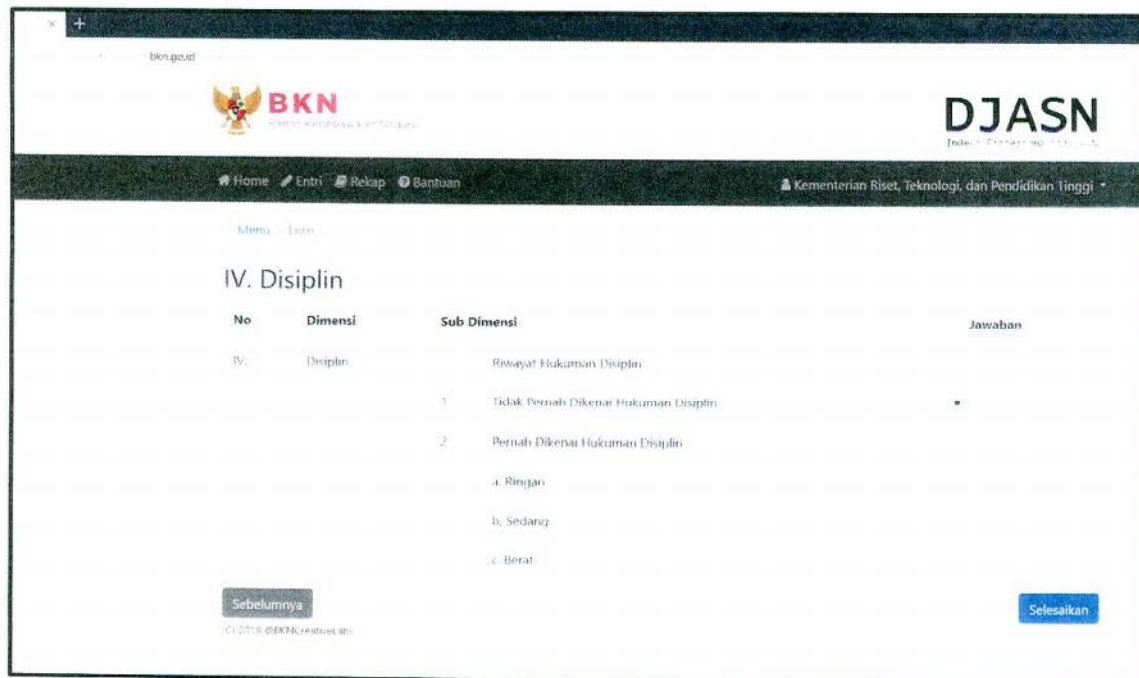 bkn.go.id
BKN
DJASN
Home Entri Rekap Bantuan
Kementerian Riset, Teknologi, dan Pendidikan Tinggi
Menu Entri
IV. Disiplin
No Dimensi Sub Dimensi Jawaban
IV. Disiplin Riwayat Hukuman Disiplin
1 Tidak Pernah Dikenai Hukuman Disiplin
2 Pernah Dikenai Hukuman Disiplin
a. Ringan
b. Sedang
c. Berat
Sebelumnya
Selesaikan
@BKNCreativeLabs